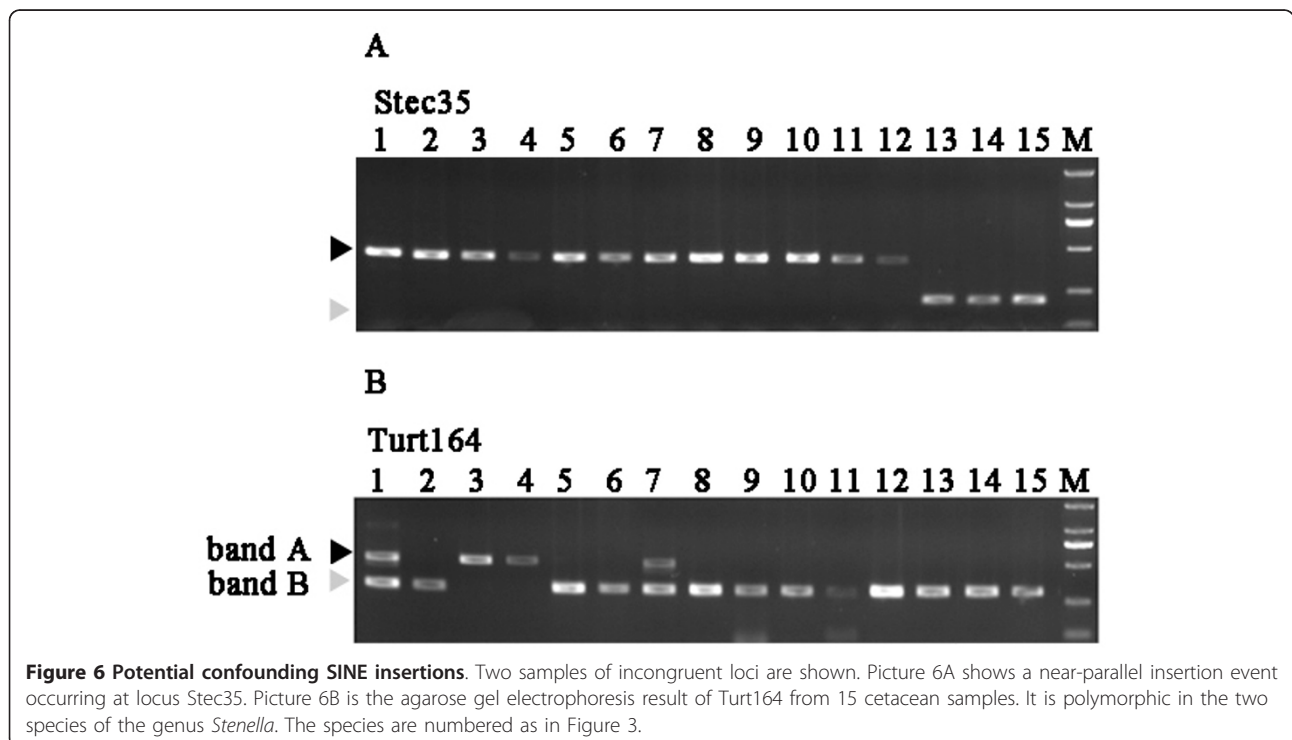 A
Stec35
1 2 3 4 5 6 7 8 9 10 11 12 13 14 15 M
B
Turt164
1 2 3 4 5 6 7 8 9 10 11 12 13 14 15 M
band A
band B
Figure 6 Potential confounding SINE insertions. Two samples of incongruent loci are shown. Picture 6A shows a near-parallel insertion event
occurring at locus Stec35. Picture 6B is the agarose gel electrophoresis result of Turt164 from 15 cetacean samples. It is polymorphic in the two
species of the genus Stenella. The species are numbered as in Figure 3.